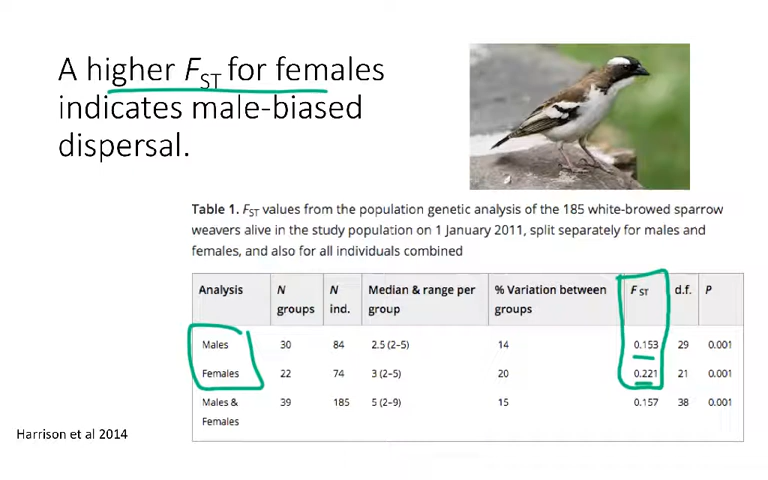 A higher FST for females
indicates male-biased
dispersal.
Table 1. FST values from the population genetic analysis of the 185 white-browed sparrow
weavers alive in the study population on 1 January 2011, split separately for males and
females, and also for all individuals combined
Analysis N groups N ind. Median & range per group % Variation between groups FST d.f. P
Males 30 84 2.5 (2–5) 14 0.153 29 0.001
Females 22 74 3 (2–5) 20 0.221 21 0.001
Males & Females 39 185 5 (2–9) 15 0.157 38 0.001
Harrison et al 2014